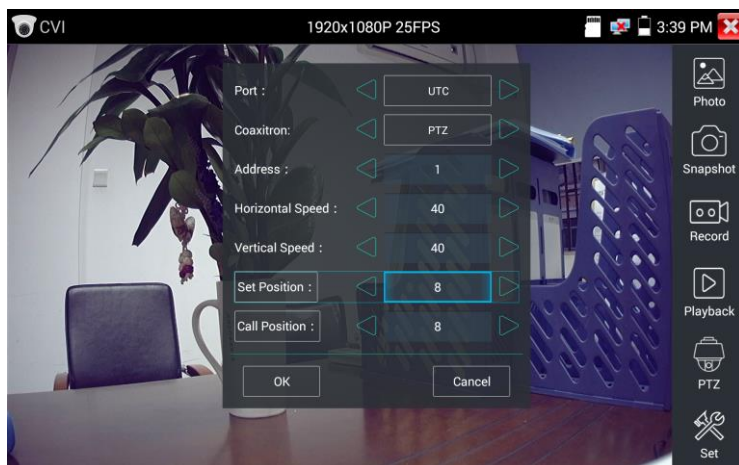 CVI 1920x1080P 25FPS 3:39 PM
Port : UTC
Coaxitron: PTZ
Address : 1
Horizontal Speed : 40
Vertical Speed : 40
Set Position : 8
Call Position : 8
OK Cancel
Photo
Snapshot
Record
Playback
PTZ
Set